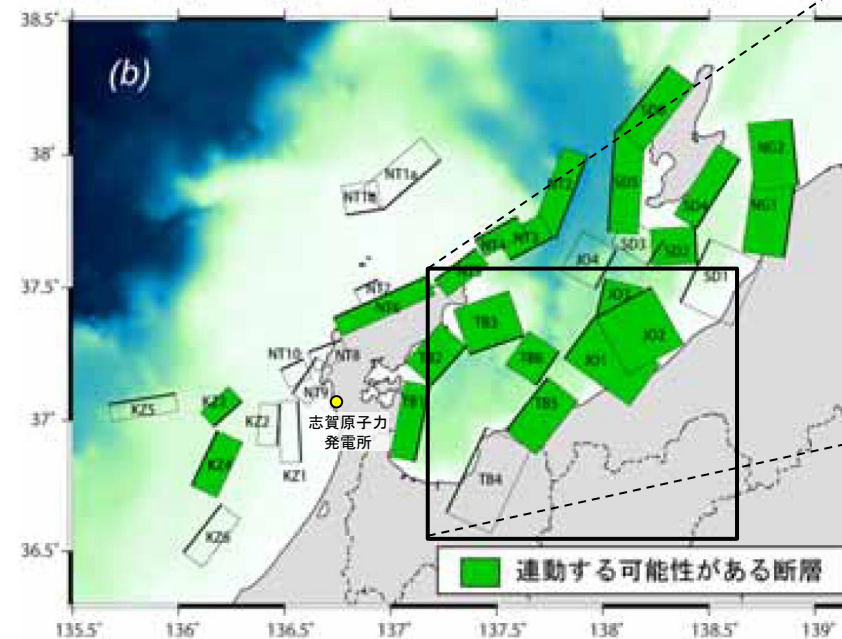 38.5°
(b)
SD6
38°
NT1a
NT1b
NT2
SD5
NG2
SD4
NG1
NT4
NT3
SD3
SD2
JO4
SD1
37.5°
NT7
NT6
JO3
TB3
JO2
NT10
NT8
TB2
TB6
JO1
NT9
KZ3
TB1
TB5
KZ5
KZ2
37°
志賀原子力
発電所
KZ4
KZ1
TB4
KZ6
36.5°
連動する可能性がある断層
135.5°
136°
136.5°
137°
137.5°
138°
138.5°
139°